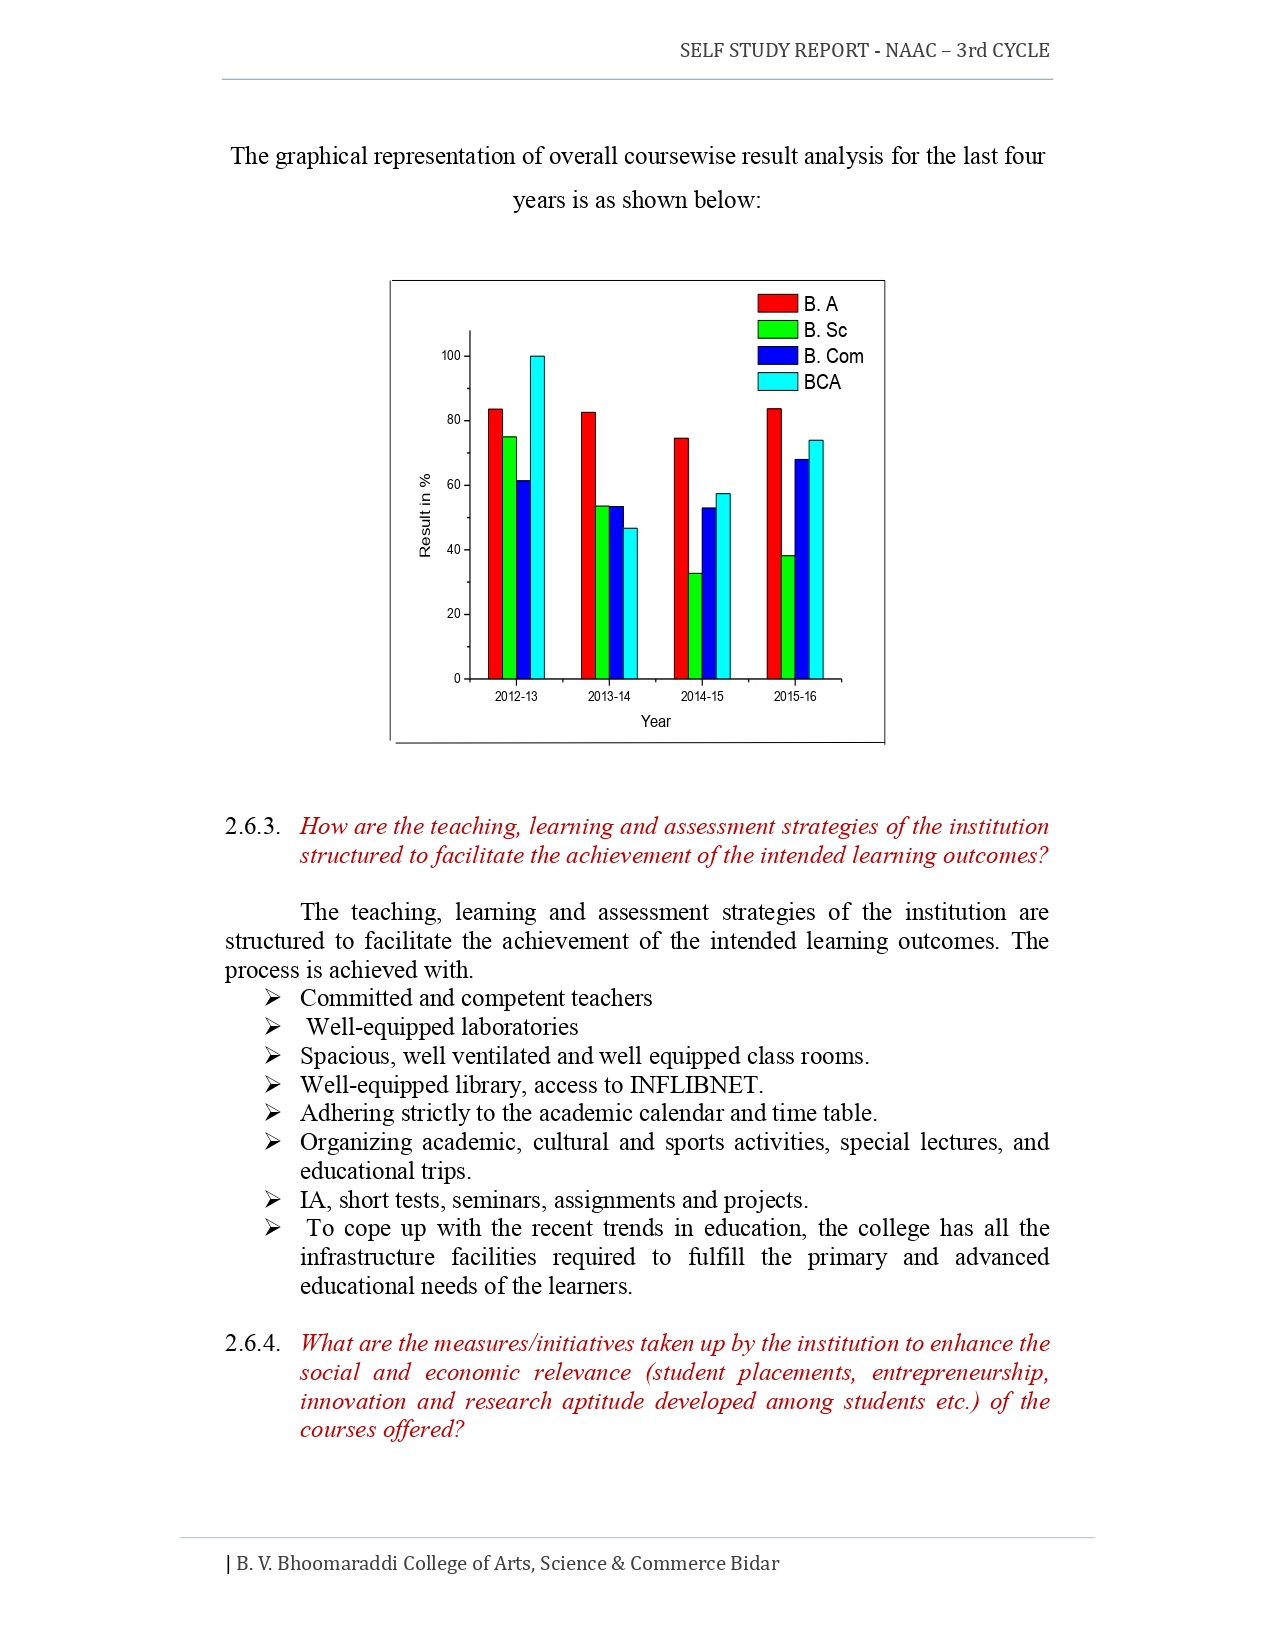 SELF STUDY REPORT - NAAC – 3rd CYCLE
The graphical representation of overall coursewise result analysis for the last four
years is as shown below:
B. A
B. Sc
B. Com
BCA
100
80
60
40
20
0
Result in %
2012-13
2013-14
2014-15
2015-16
Year
2.6.3. How are the teaching, learning and assessment strategies of the institution
structured to facilitate the achievement of the intended learning outcomes?
The teaching, learning and assessment strategies of the institution are
structured to facilitate the achievement of the intended learning outcomes. The
process is achieved with.
➢ Committed and competent teachers
➢ Well-equipped laboratories
➢ Spacious, well ventilated and well equipped class rooms.
➢ Well-equipped library, access to INFLIBNET.
➢ Adhering strictly to the academic calendar and time table.
➢ Organizing academic, cultural and sports activities, special lectures, and
educational trips.
➢ IA, short tests, seminars, assignments and projects.
➢ To cope up with the recent trends in education, the college has all the
infrastructure facilities required to fulfill the primary and advanced
educational needs of the learners.
2.6.4. What are the measures/initiatives taken up by the institution to enhance the
social and economic relevance (student placements, entrepreneurship,
innovation and research aptitude developed among students etc.) of the
courses offered?
| B. V. Bhoomaraddi College of Arts, Science & Commerce Bidar